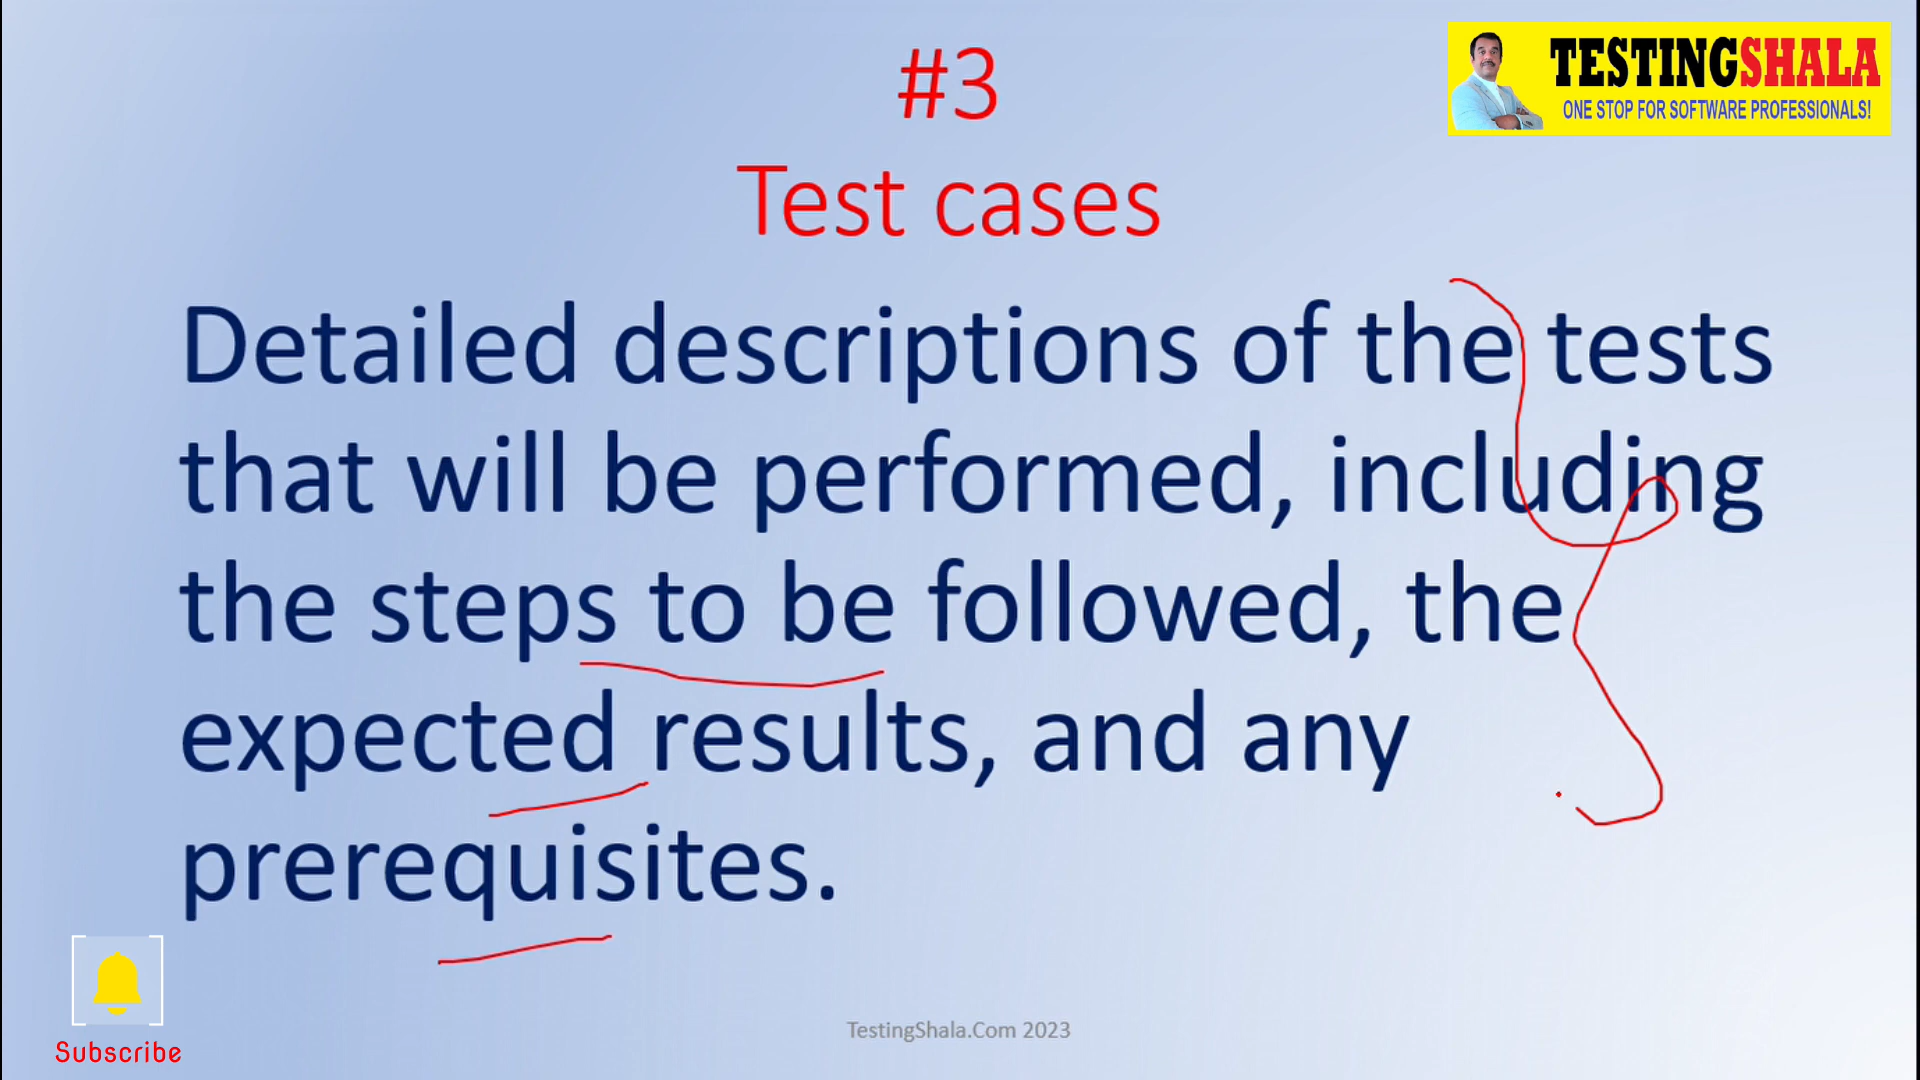 #3
TESTINGSHALA
ONE STOP FOR SOFTWARE PROFESSIONALS!
Test cases
Detailed descriptions of the tests
that will be performed, including
the steps to be followed, the
expected results, and any
prerequisites.
TestingShala.Com 2023
Subscribe